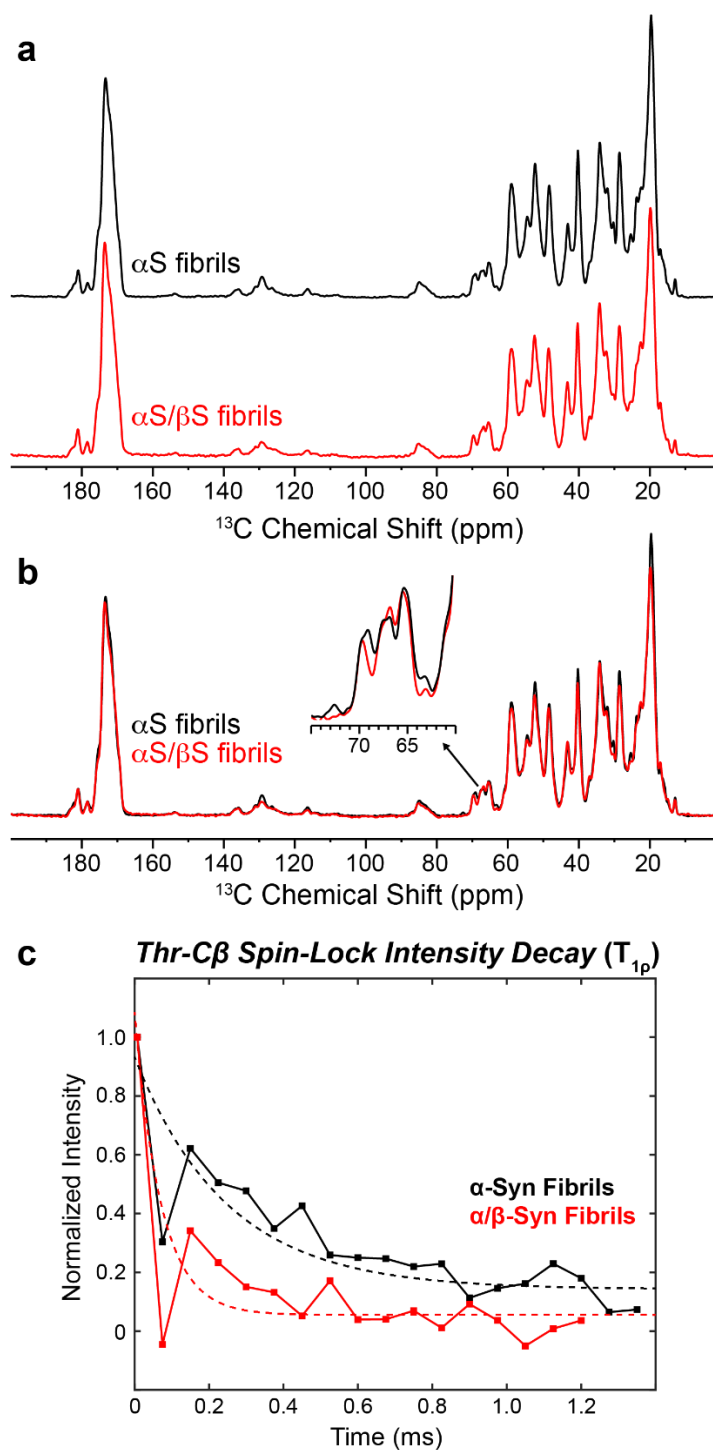 a
αS fibrils
αS/βS fibrils
180 160 140 120 100 80 60 40 20
13C Chemical Shift (ppm)
b
αS fibrils
αS/βS fibrils
70 65
180 160 140 120 100 80 60 40 20
13C Chemical Shift (ppm)
c
Thr-Cβ Spin-Lock Intensity Decay (T1ρ)
Normalized Intensity
1.0
0.8
0.6
0.4
0.2
0
α-Syn Fibrils
α/β-Syn Fibrils
0 0.2 0.4 0.6 0.8 1.0 1.2
Time (ms)